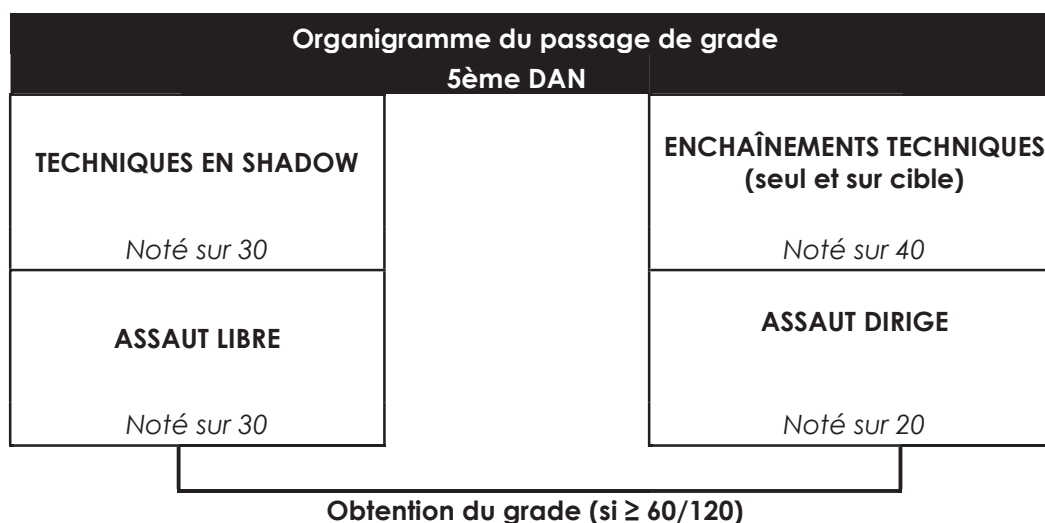 Organigramme du passage de grade
5ème DAN
TECHNIQUES EN SHADOW
Noté sur 30
ENCHAÎNEMENTS TECHNIQUES
(seul et sur cible)
Noté sur 40
ASSAUT LIBRE
Noté sur 30
ASSAUT DIRIGE
Noté sur 20
Obtention du grade (si ≥ 60/120)